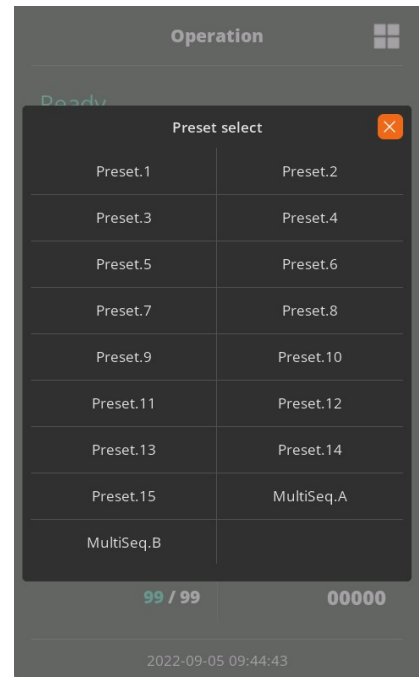 Operation
Ready
Preset select
Preset.1 Preset.2
Preset.3 Preset.4
Preset.5 Preset.6
Preset.7 Preset.8
Preset.9 Preset.10
Preset.11 Preset.12
Preset.13 Preset.14
Preset.15 MultiSeq.A
MultiSeq.B
99 / 99 00000
2022-09-05 09:44:43